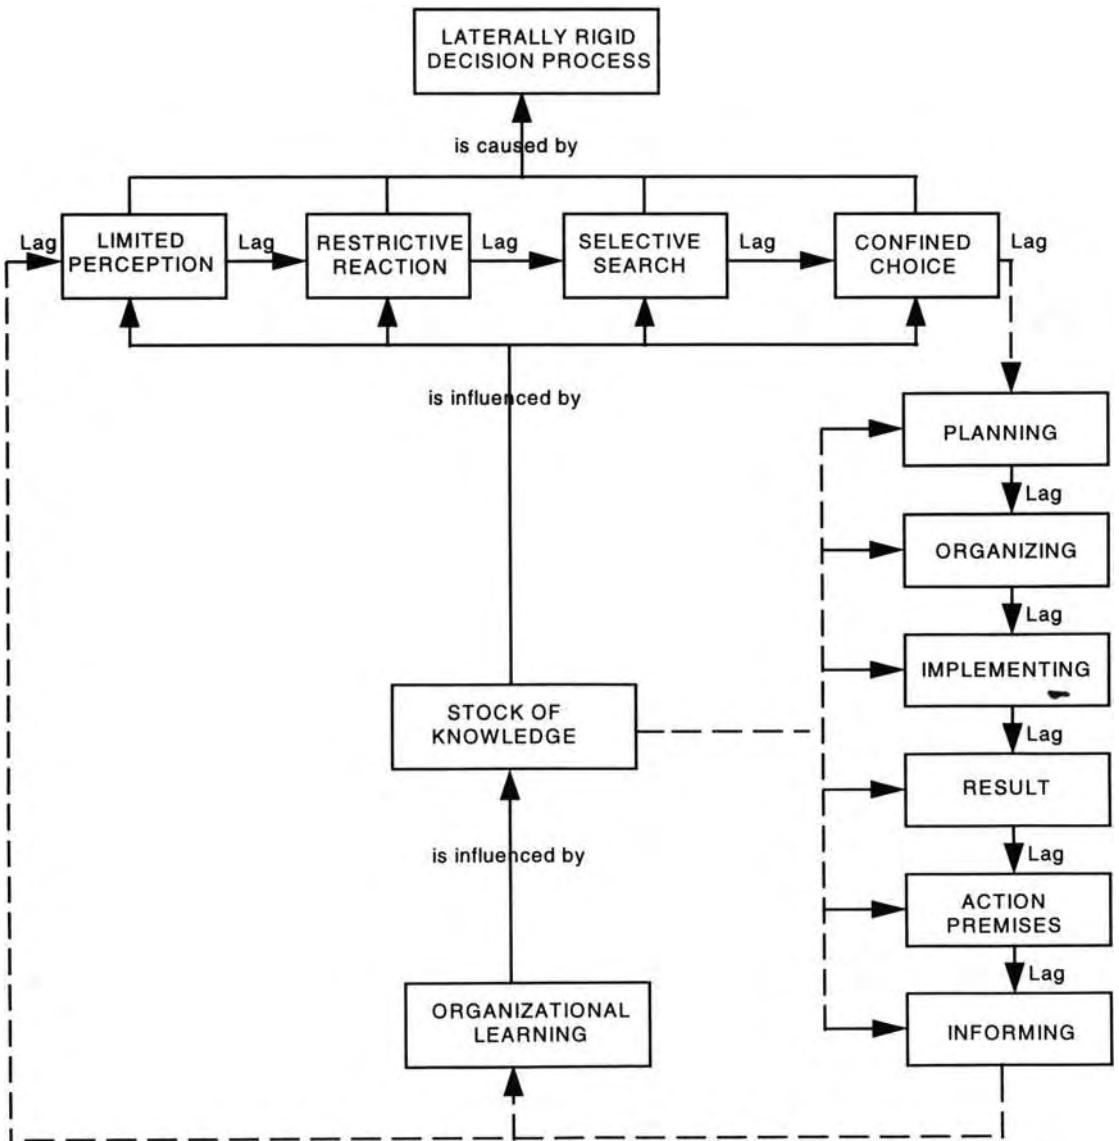 LATERALLY RIGID
DECISION PROCESS
is caused by
Lag
LIMITED
PERCEPTION
Lag
RESTRICTIVE
REACTION
Lag
SELECTIVE
SEARCH
Lag
CONFINED
CHOICE
Lag
is influenced by
PLANNING
Lag
ORGANIZING
Lag
IMPLEMENTING
Lag
STOCK OF
KNOWLEDGE
RESULT
Lag
is influenced by
ACTION
PREMISES
Lag
ORGANIZATIONAL
LEARNING
INFORMING